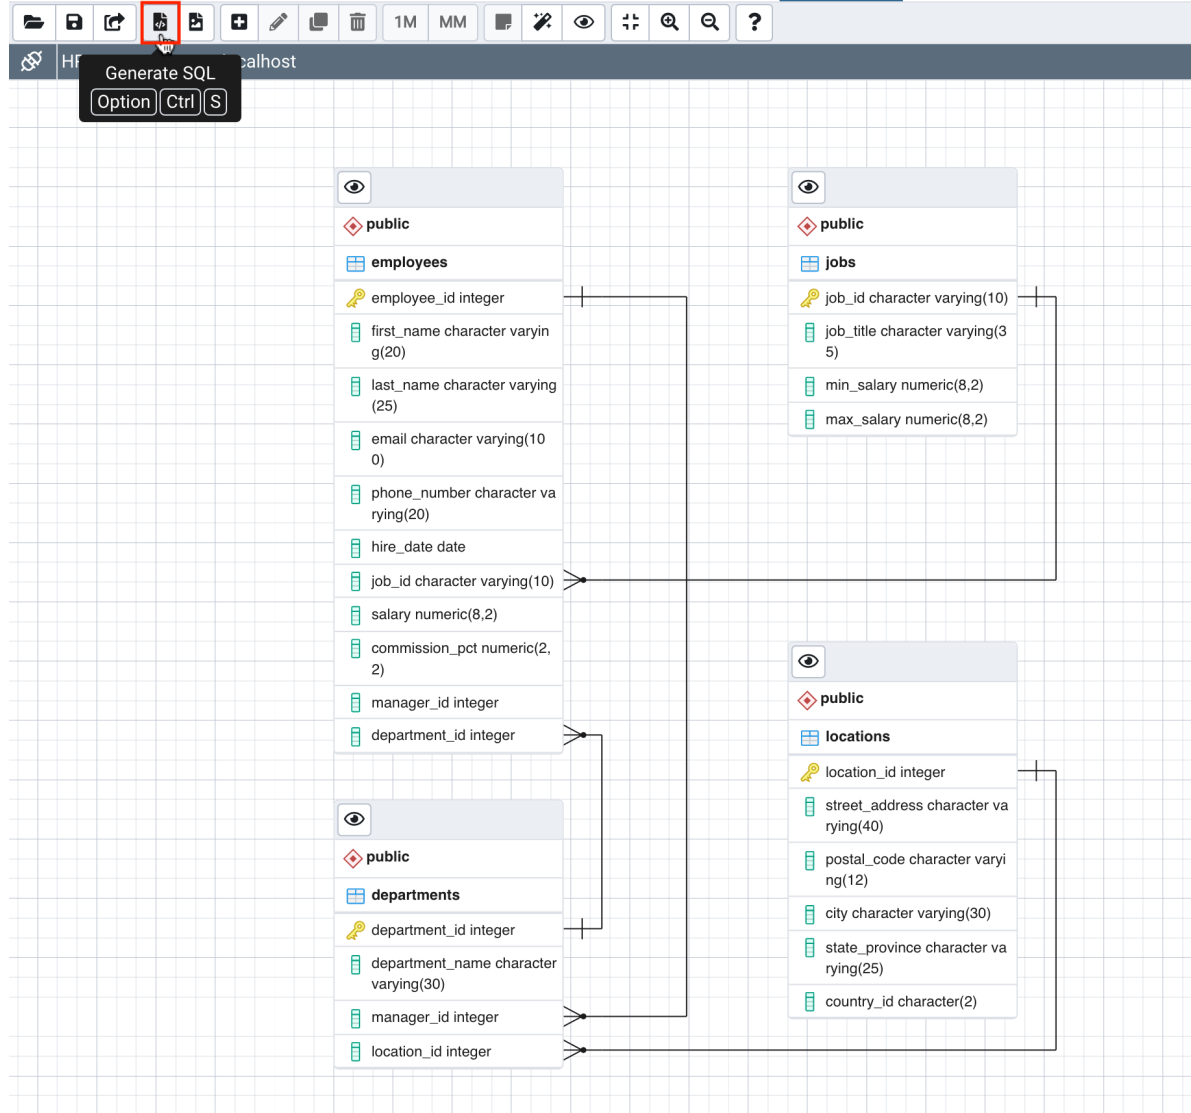 1M MM ?
HR
calhost
Generate SQL
Option Ctrl S
public
employees
employee_id integer
first_name character varyin
g(20)
last_name character varying
(25)
email character varying(10
0)
phone_number character va
rying(20)
hire_date date
job_id character varying(10)
salary numeric(8,2)
commission_pct numeric(2,
2)
manager_id integer
department_id integer
public
jobs
job_id character varying(10)
job_title character varying(3
5)
min_salary numeric(8,2)
max_salary numeric(8,2)
public
departments
department_id integer
department_name character
varying(30)
manager_id integer
location_id integer
public
locations
location_id integer
street_address character va
rying(40)
postal_code character varyi
ng(12)
city character varying(30)
state_province character va
rying(25)
country_id character(2)